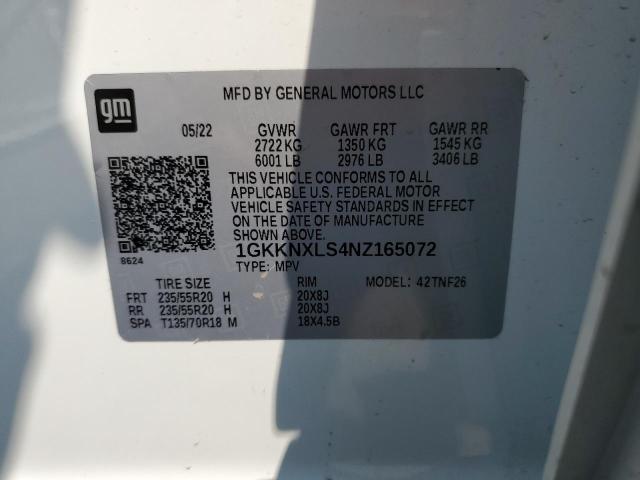 gm
MFD BY GENERAL MOTORS LLC
05/22 GVWR GAWR FRT GAWR RR
2722 KG 1350 KG 1545 KG
6001 LB 2976 LB 3406 LB
THIS VEHICLE CONFORMS TO ALL
APPLICABLE U.S. FEDERAL MOTOR
VEHICLE SAFETY STANDARDS IN EFFECT
ON THE DATE OF MANUFACTURE
SHOWN ABOVE.
8624
1GKKNXLS4NZ165072
TYPE: MPV
TIRE SIZE RIM MODEL: 42TNF26
FRT 235/55R20 H 20X8J
RR 235/55R20 H 20X8J
SPA T135/70R18 M 18X4.5B